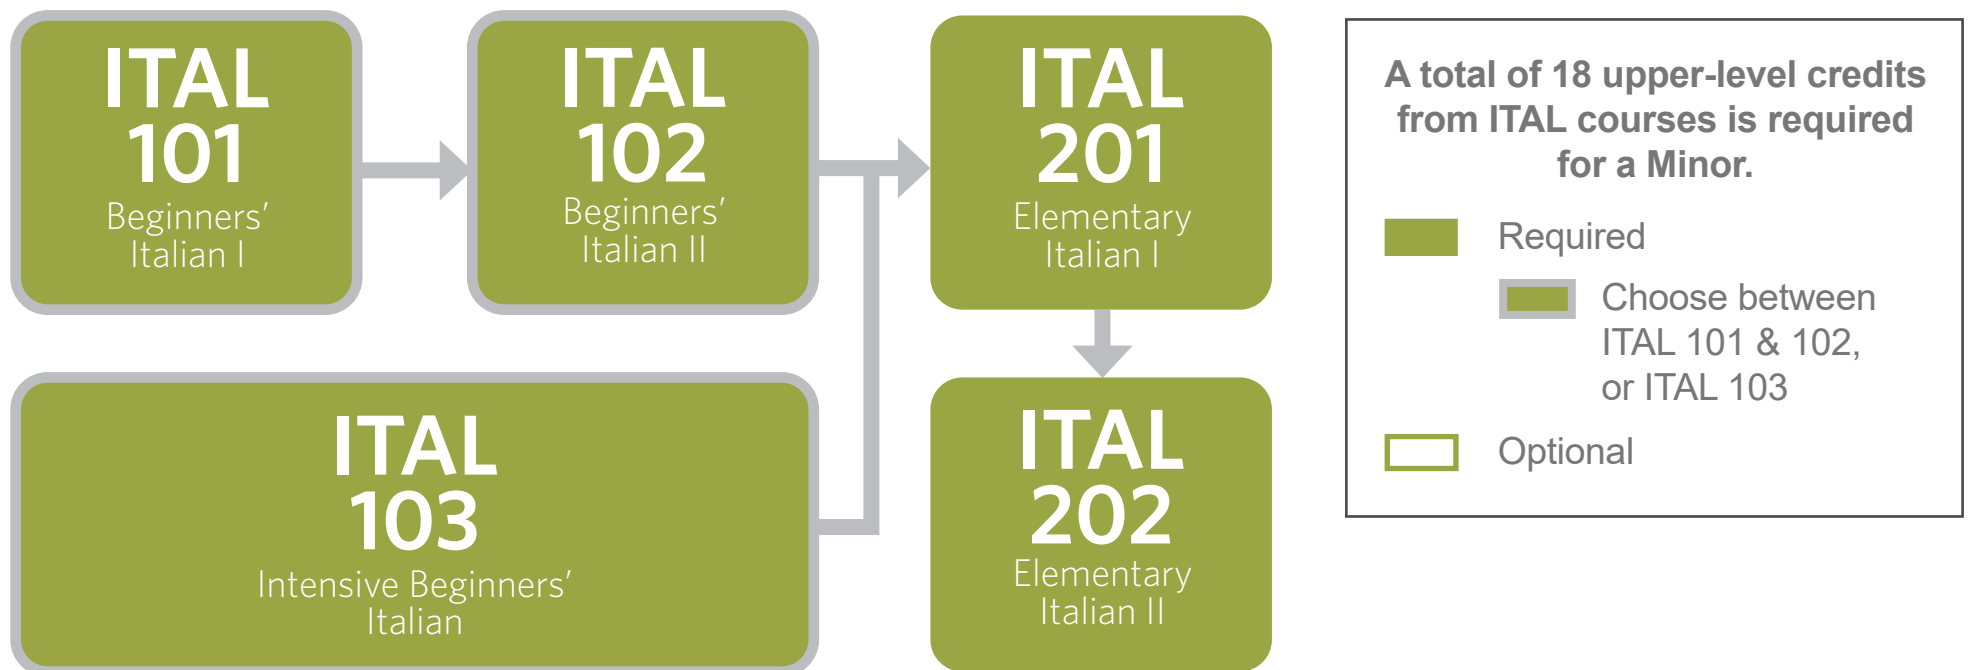 ITAL
101
Beginners'
Italian I
ITAL
102
Beginners'
Italian II
ITAL
201
Elementary
Italian I
ITAL
103
Intensive Beginners'
Italian
ITAL
202
Elementary
Italian II
A total of 18 upper-level credits
from ITAL courses is required
for a Minor.
Required
Choose between
ITAL 101 & 102,
or ITAL 103
Optional